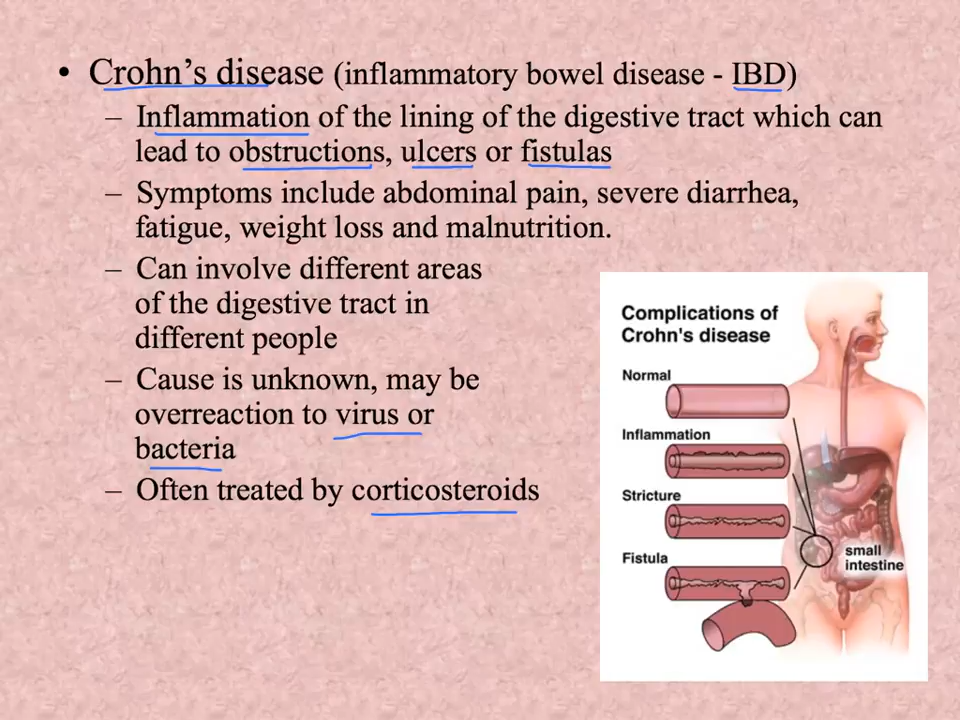 • Crohn's disease (inflammatory bowel disease - IBD)
– Inflammation of the lining of the digestive tract which can
lead to obstructions, ulcers or fistulas
– Symptoms include abdominal pain, severe diarrhea,
fatigue, weight loss and malnutrition.
– Can involve different areas
of the digestive tract in
different people
– Cause is unknown, may be
overreaction to virus or
bacteria
– Often treated by corticosteroids
Complications of
Crohn's disease
Normal
Inflammation
Stricture
Fistula
small
intestine